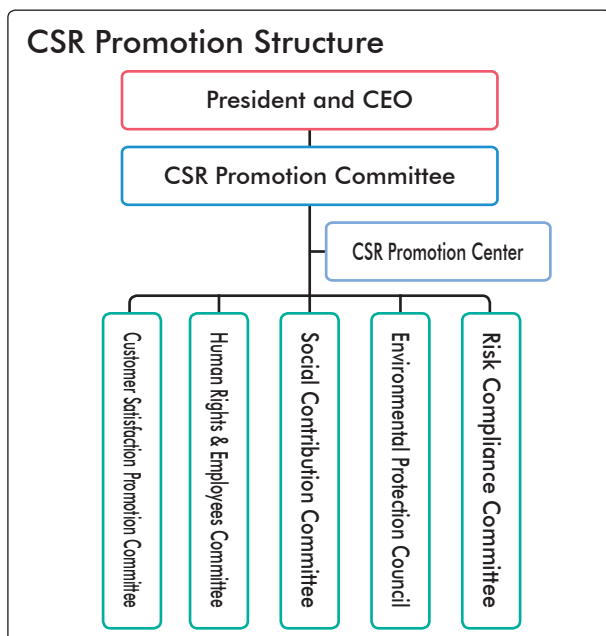 CSR Promotion Structure
President and CEO
CSR Promotion Committee
CSR Promotion Center
Customer Satisfaction Promotion Committee
Human Rights & Employees Committee
Social Contribution Committee
Environmental Protection Council
Risk Compliance Committee